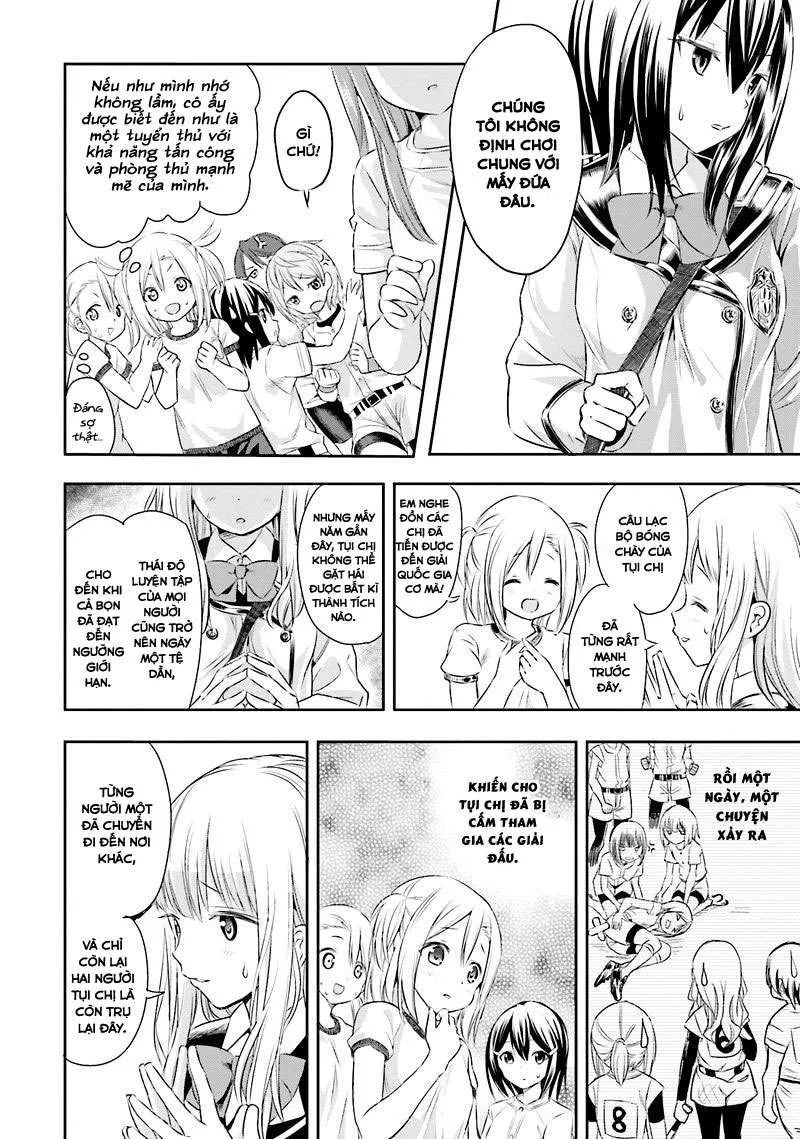 CHÚNG
TÔI KHÔNG
ĐỊNH CHƠI
CHUNG VỚI
MẤY ĐỨA
ĐÂU.
GÌ
CHỨ!
Nếu như mình nhớ
không lầm, cô ấy
được biết đến như là
một tuyển thủ với
khả năng tấn công
và phòng thủ mạnh
mẽ của mình.
Đáng
sợ
thật...
CÂU LẠC
BỘ BÓNG
CHÀY CỦA
TỤI CHỊ
ĐÃ
TỪNG RẤT
MẠNH
TRƯỚC
ĐÂY.
EM NGHE
ĐỒN CÁC
CHỊ ĐÃ
TIẾN ĐƯỢC
ĐẾN GIẢI
QUỐC GIA
CƠ MÀ!
NHƯNG MẤY
NĂM GẦN
ĐÂY, TỤI CHỊ
KHÔNG THỂ
GẶT HÁI
ĐƯỢC BẤT KÌ
THÀNH TÍCH
NÀO.
THÁI ĐỘ
LUYỆN TẬP
CỦA MỌI
NGƯỜI
CŨNG TRỞ
NÊN NGÀY
MỘT TỆ
DẦN,
CHO
ĐẾN KHI
CẢ BỌN
ĐÃ ĐẠT
ĐẾN
NGƯỠNG
GIỚI
HẠN.
RỒI MỘT
NGÀY, MỘT
CHUYỆN
XẢY RA
8
KHIẾN CHO
TỤI CHỊ ĐÃ BỊ
CẤM THAM
GIA CÁC GIẢI
ĐẤU.
TỪNG
NGƯỜI MỘT
ĐÃ CHUYỂN
ĐI ĐẾN NƠI
KHÁC,
VÀ CHỈ
CÒN LẠI
HAI NGƯỜI
TỤI CHỊ LÀ
CÒN TRỤ
LẠI ĐÂY.